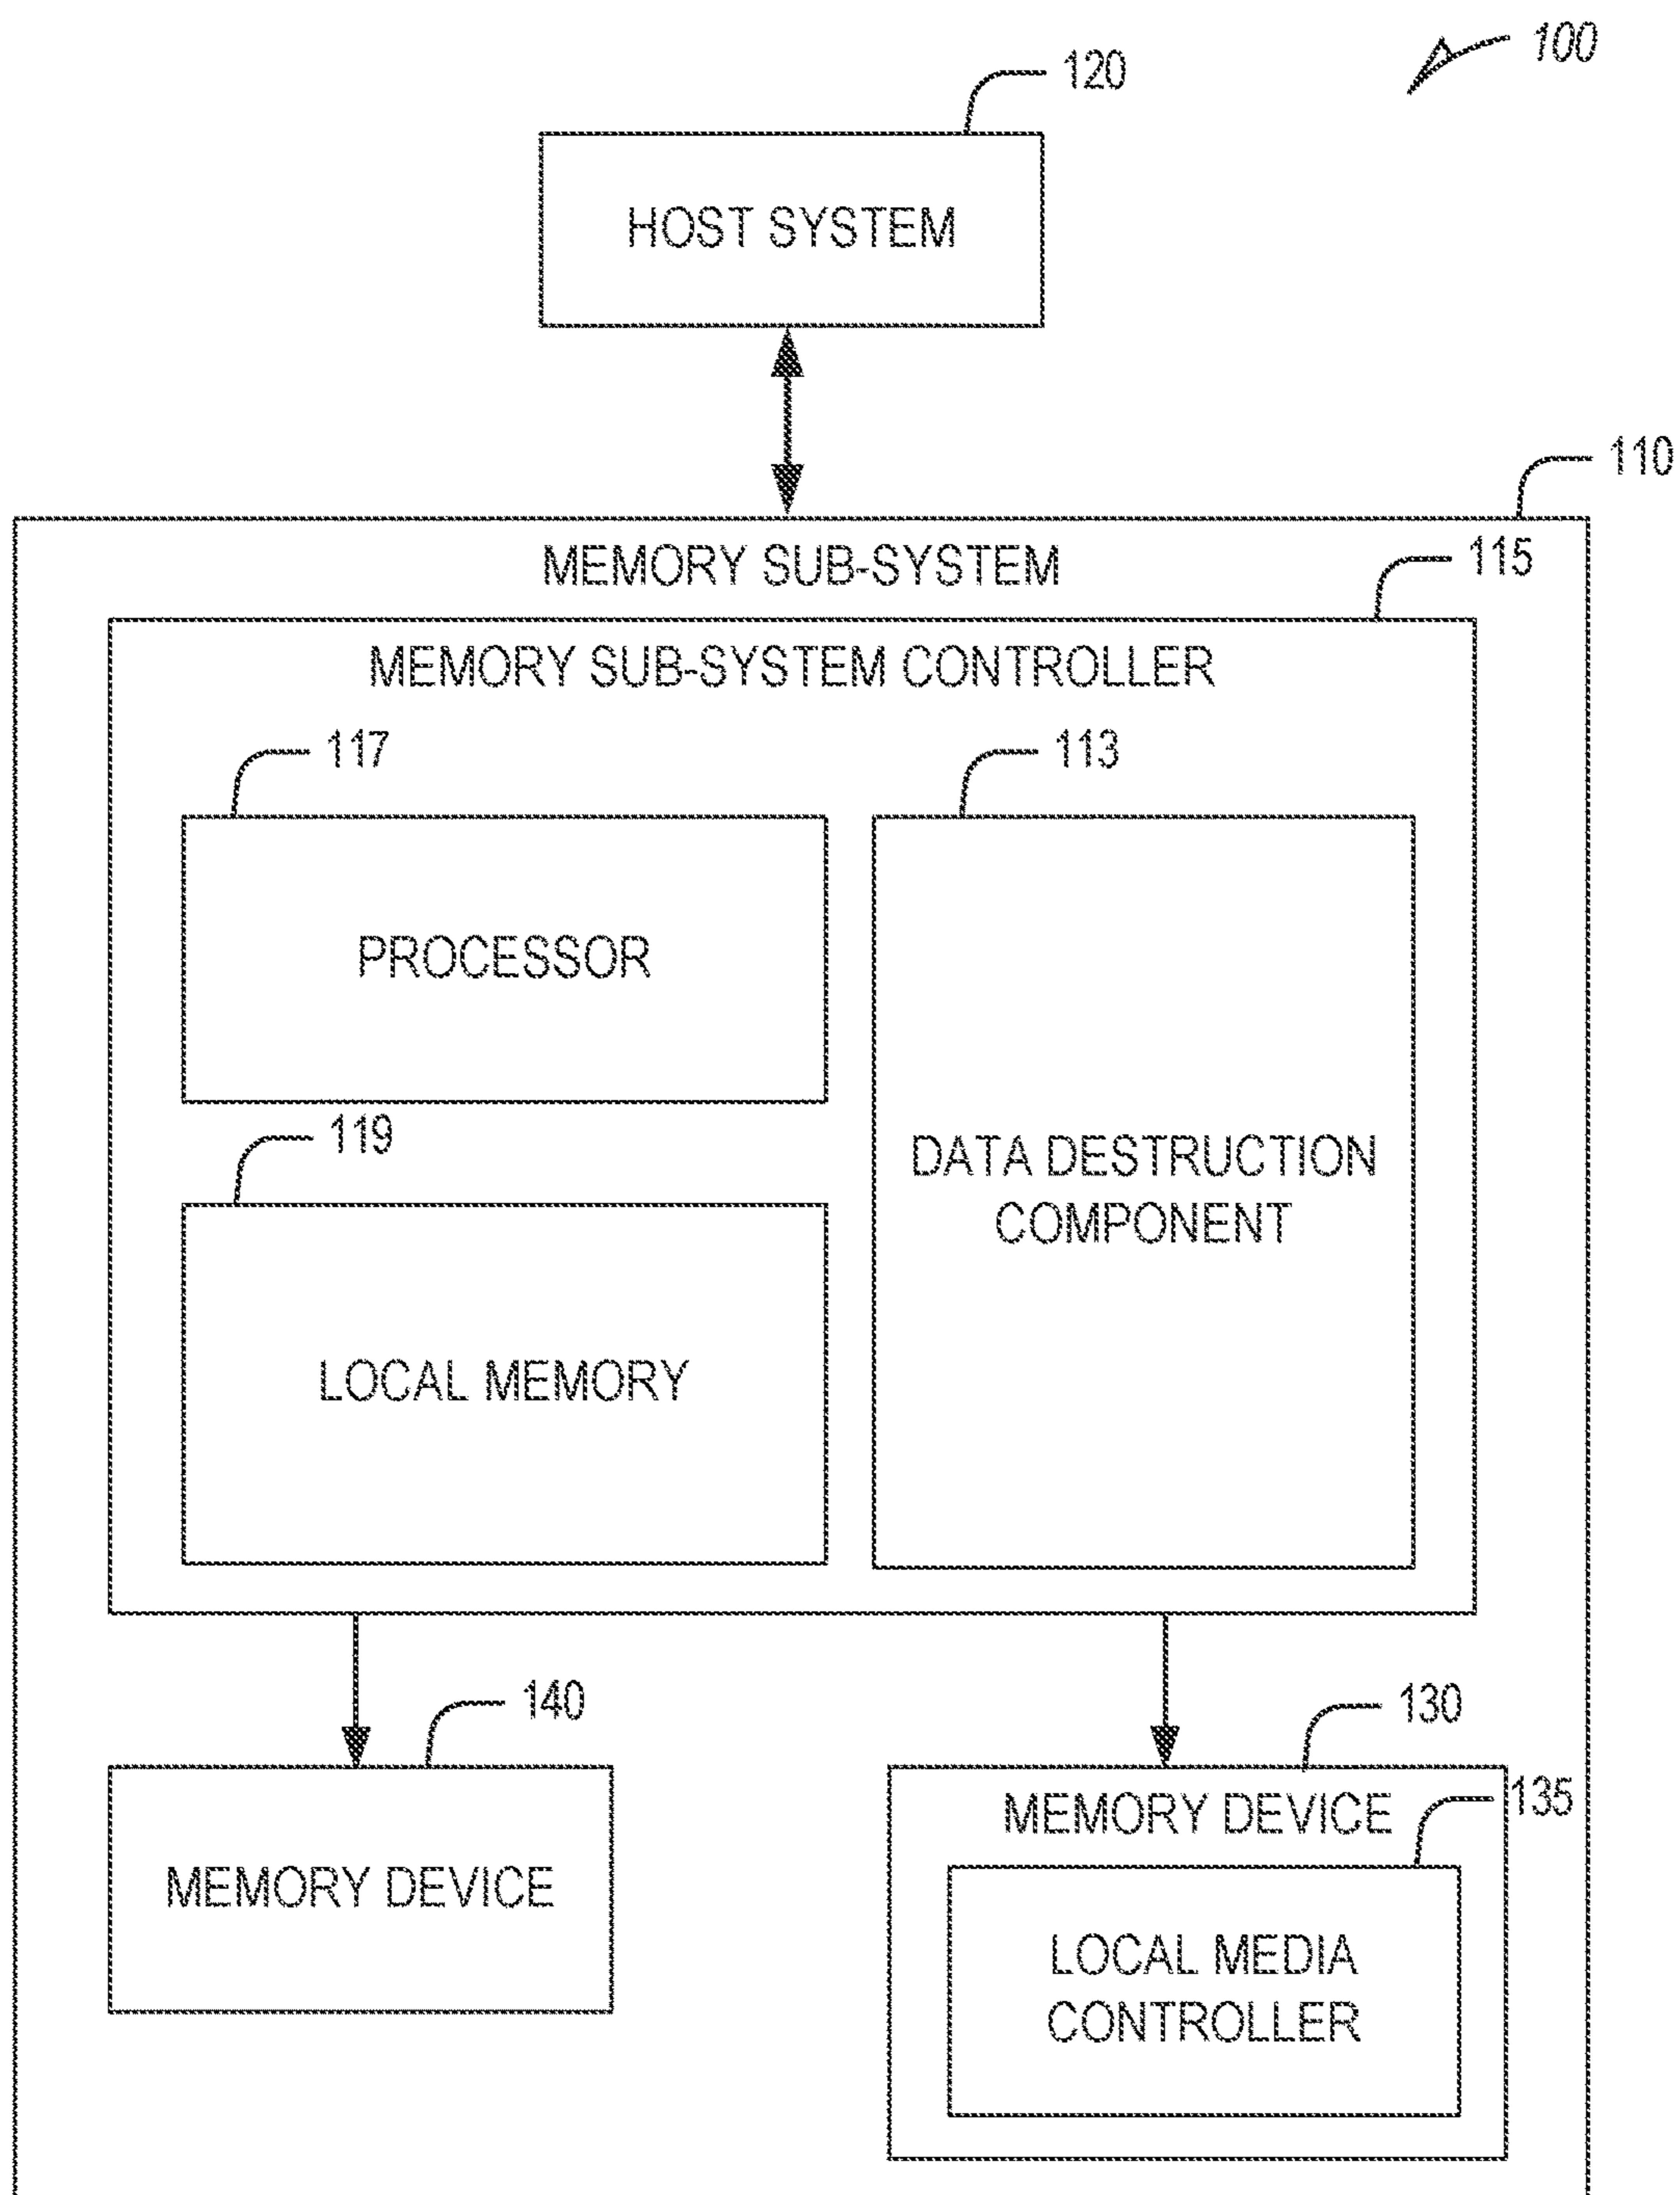 100
120
HOST SYSTEM
110
MEMORY SUB-SYSTEM
115
MEMORY SUB-SYSTEM CONTROLLER
117
113
PROCESSOR
119
DATA DESTRUCTION
COMPONENT
LOCAL MEMORY
140
130
MEMORY DEVICE
135
MEMORY DEVICE
LOCAL MEDIA
CONTROLLER